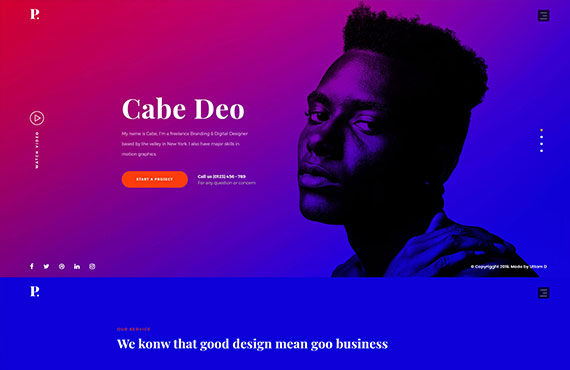 P.
Cabe Deo
My name is Cabe, I'm a freelance Branding & Digital Designer
based by the valley in New York. I also have major skills in
motion graphics
WATCH VIDEO
START A PROJECT
Call us (0123) 456 - 789
For any question or concern
© Copyright 2019. Made by Uttam D
P.
OUR SERVICE
We konw that good design mean goo business